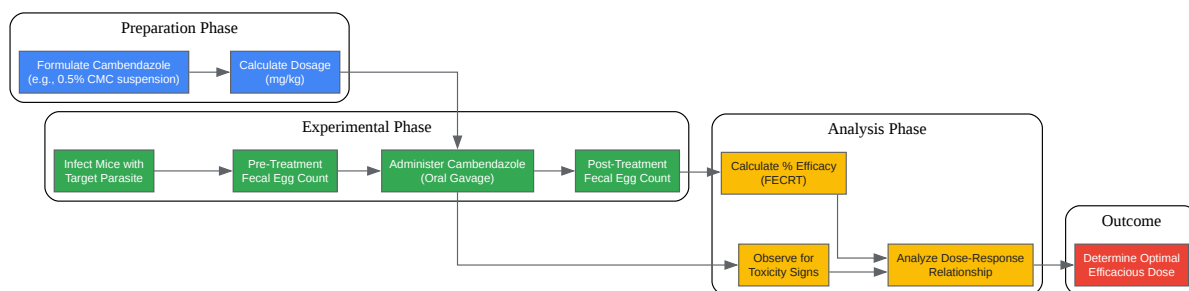 Preparation Phase
Formulate Cambendazole
(e.g., 0.5% CMC suspension)
Calculate Dosage
(mg/kg)
Experimental Phase
Infect Mice with
Target Parasite
Pre-Treatment
Fecal Egg Count
Administer Cambendazole
(Oral Gavage)
Post-Treatment
Fecal Egg Count
Analysis Phase
Calculate % Efficacy
(FECRT)
Observe for
Toxicity Signs
Analyze Dose-Response
Relationship
Outcome
Determine Optimal
Efficacious Dose